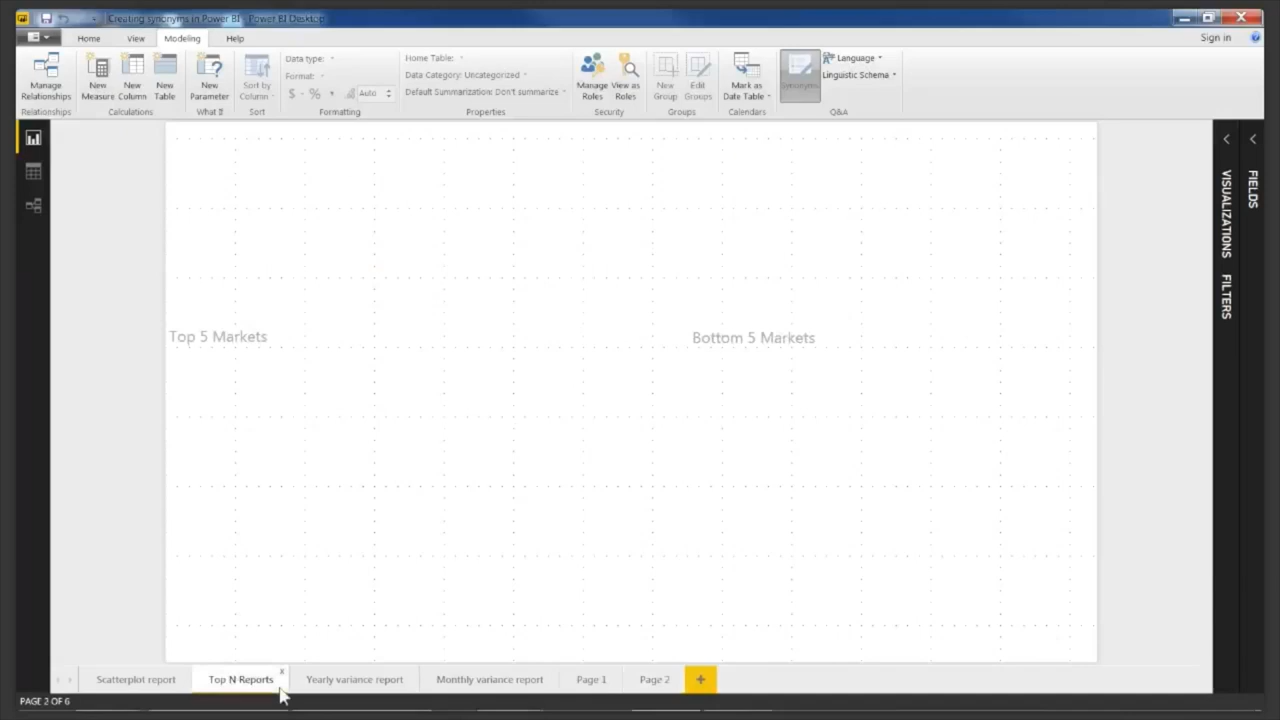 Creating synonyms in Power BI - Power BI Desktop
Home View Modeling Help Sign in
Manage Relationships
New Measure
New Column
New Table
New Parameter
Sort by Column
Data type:
Format:
$ % , Auto
Home Table:
Data Category: Uncategorized
Default Summarization: Don't summarize
Manage Roles
View as Roles
New Group
Edit Groups
Mark as Date Table
Synonyms
Language
Linguistic Schema
Relationships Calculations What If Sort Formatting Properties Security Groups Calendars Q&A
VISUALIZATIONS
FILTERS
FIELDS
Top 5 Markets
Bottom 5 Markets
Scatterplot report Top N Reports x Yearly variance report Monthly variance report Page 1 Page 2 +
PAGE 2 OF 6